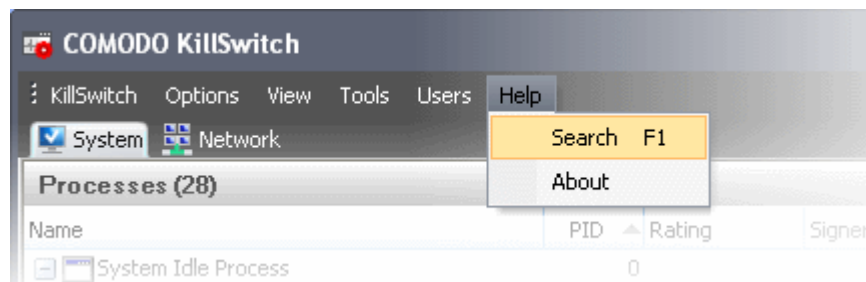 COMODO KillSwitch
KillSwitch Options View Tools Users Help
Search F1
System Network
About
Processes (28)
Name PID Rating Signer
System Idle Process 0